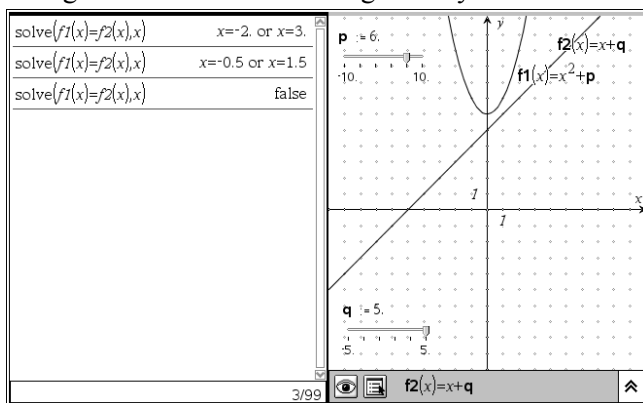 solve(f1(x)=f2(x),x) x=-2. or x=3.
solve(f1(x)=f2(x),x) x=-0.5 or x=1.5
solve(f1(x)=f2(x),x) false
3/99
p := 6.
-10. 10.
y
f2(x)=x+q
f1(x)=x²+p
1
x
1
q := 5.
-5. 5.
f2(x)=x+q